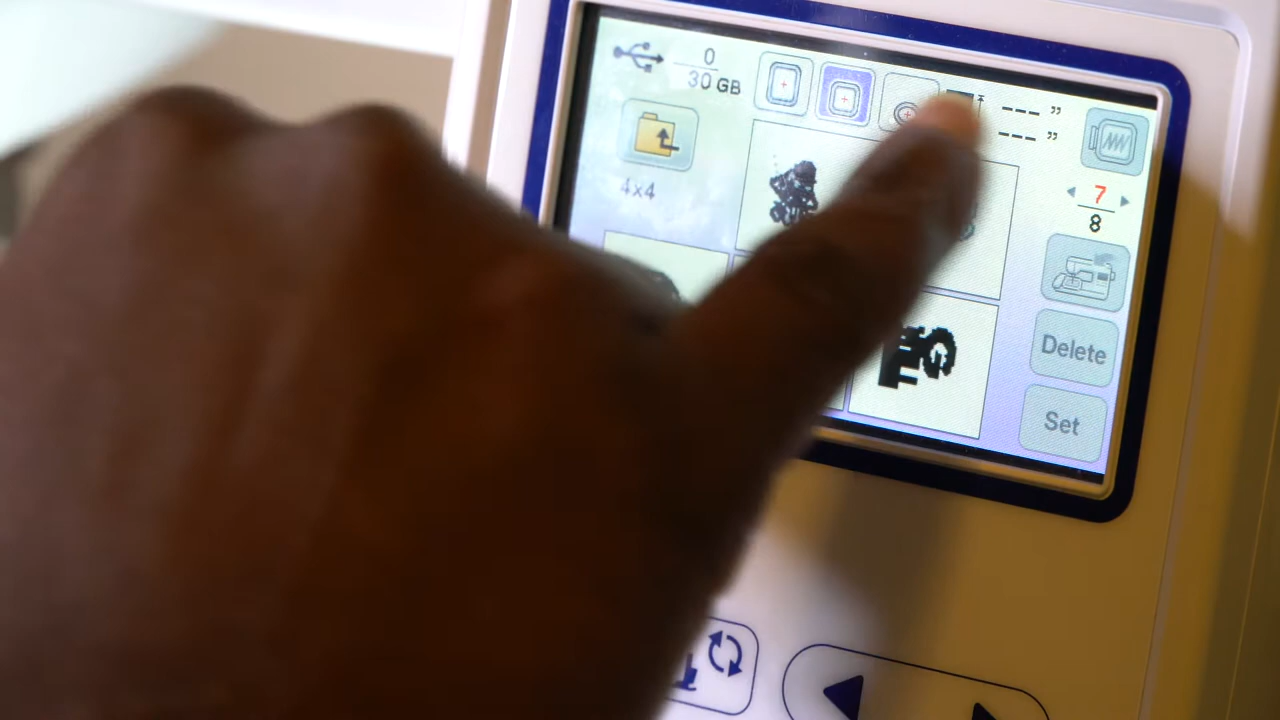 0
30 GB
--- ”
--- ”
4x4
7
8
Delete
Set